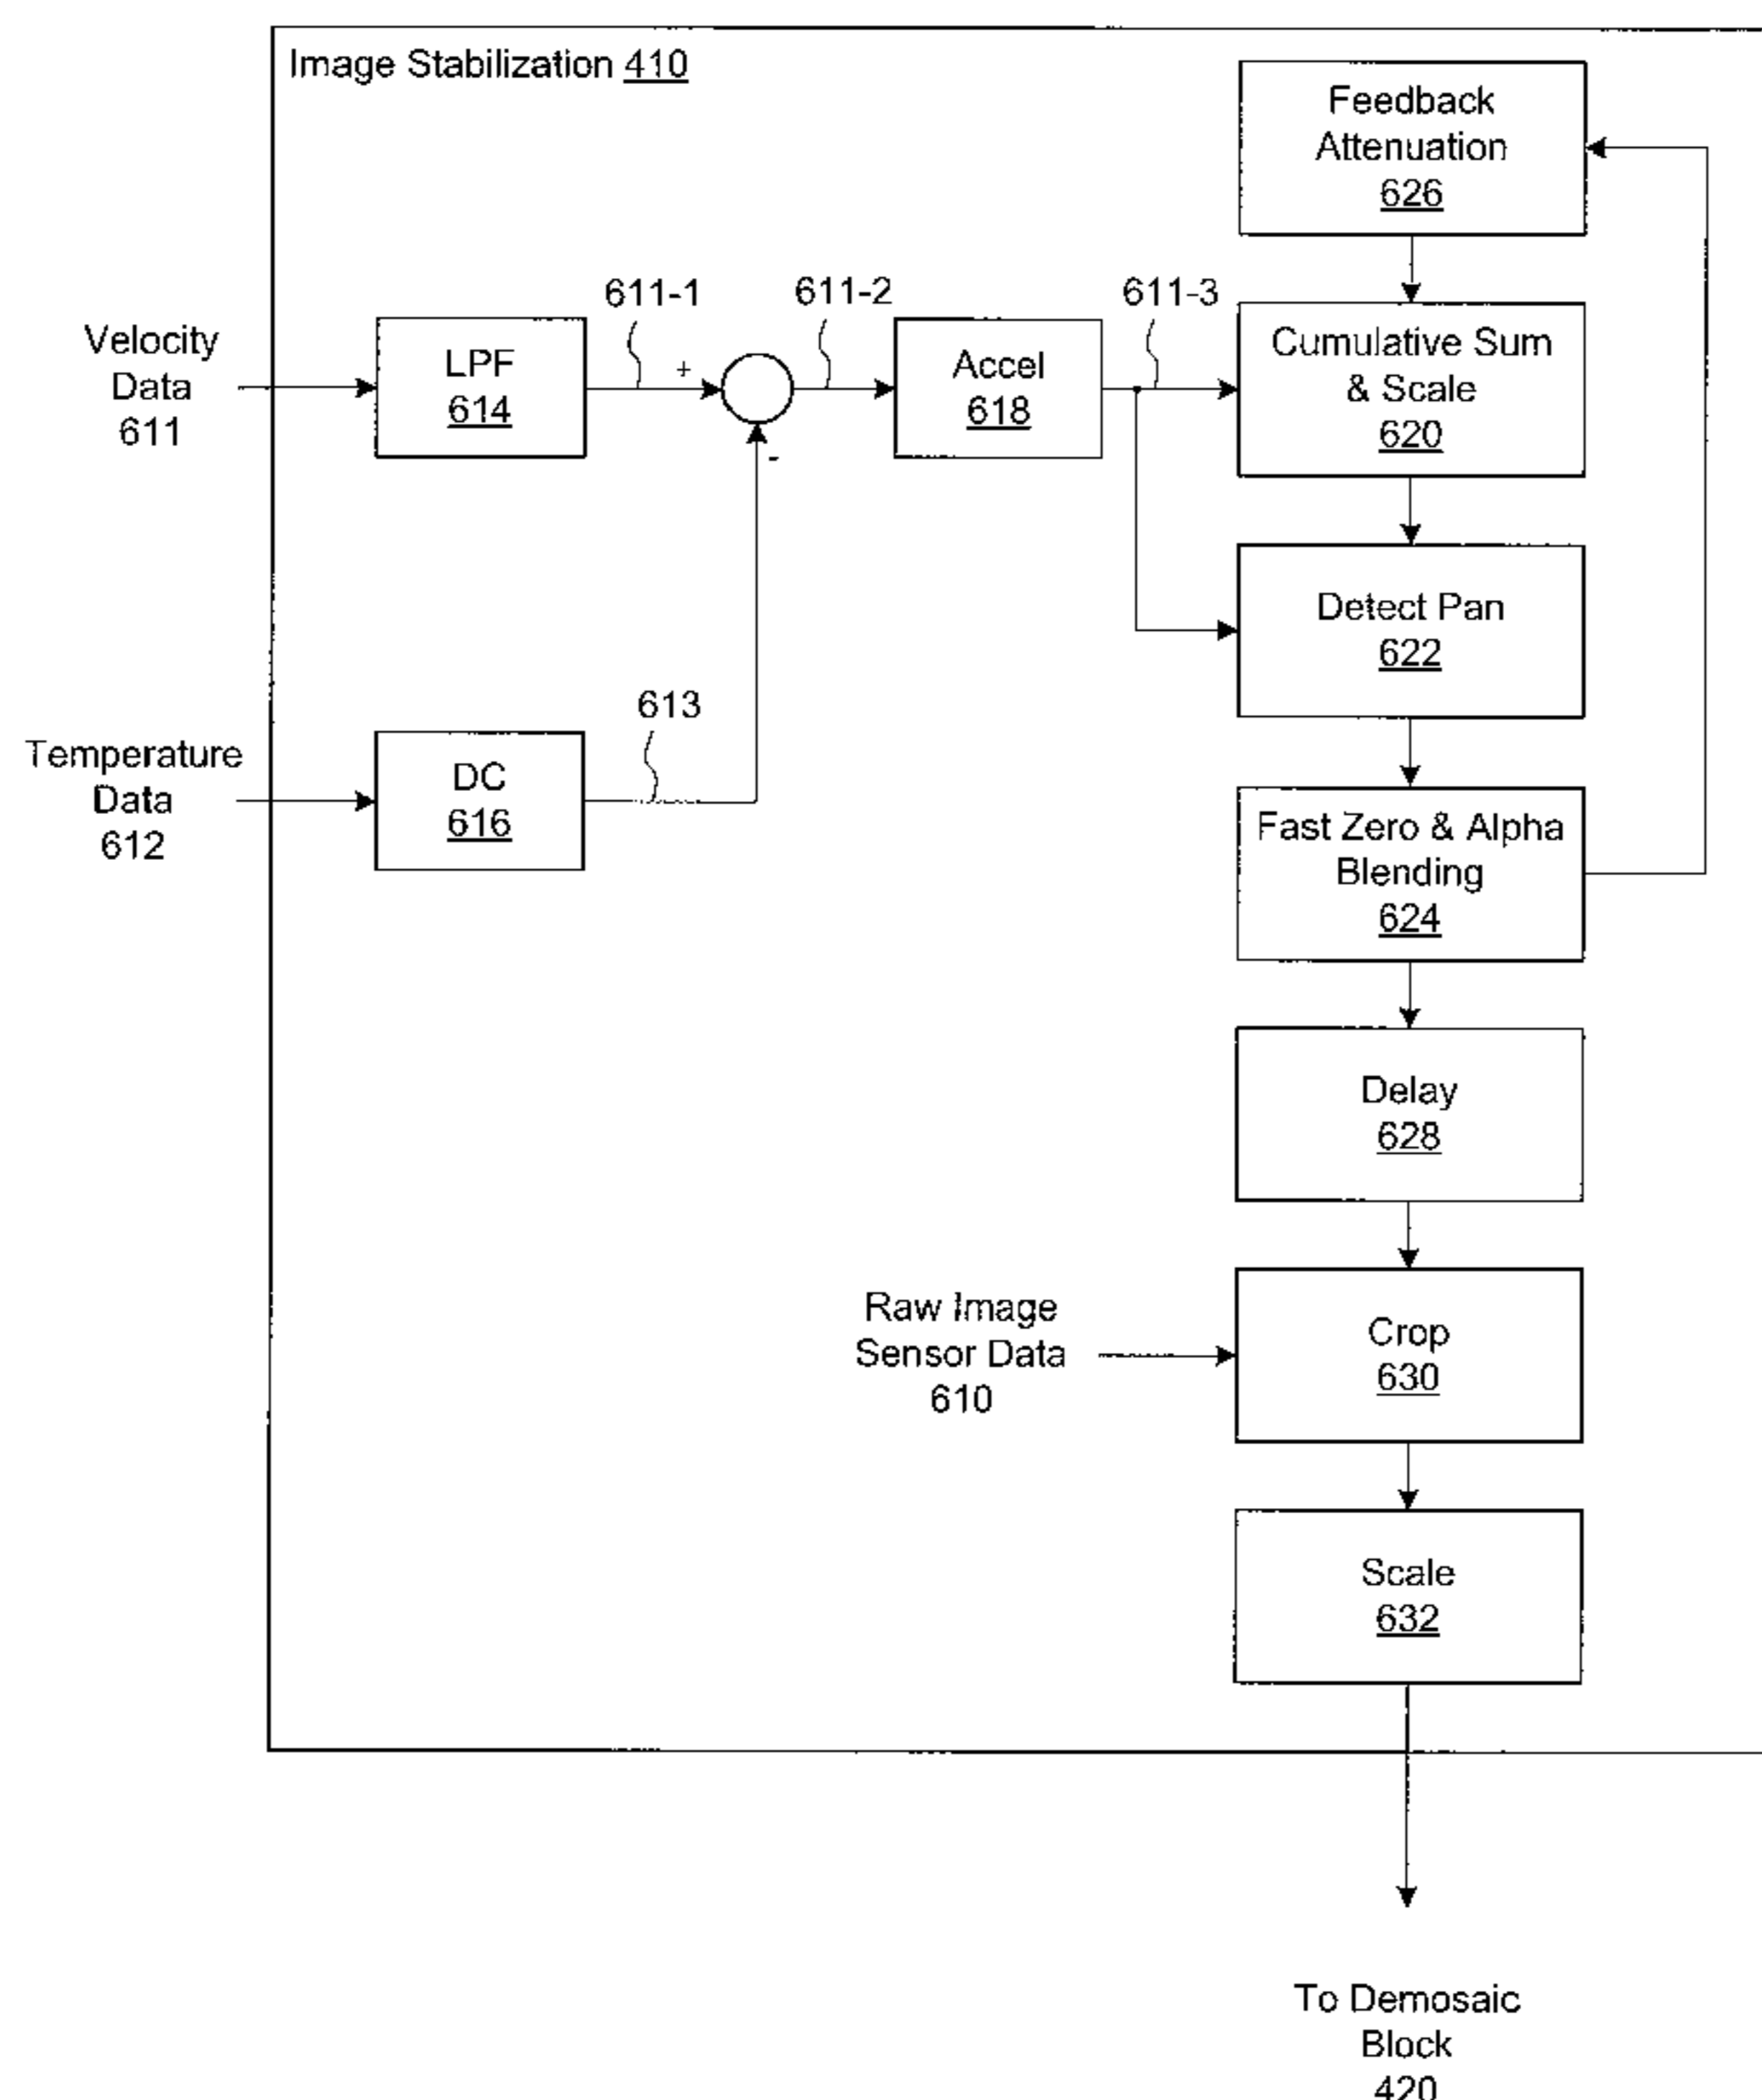 Image Stabilization 410
Feedback
Attenuation
626
611-1
611-2
611-3
Velocity
Data
611
LPF
614
+
-
Accel
618
Cumulative Sum
& Scale
620
Detect Pan
622
613
Temperature
Data
612
DC
616
Fast Zero & Alpha
Blending
624
Delay
628
Raw Image
Sensor Data
610
Crop
630
Scale
632
To Demosaic
Block
420